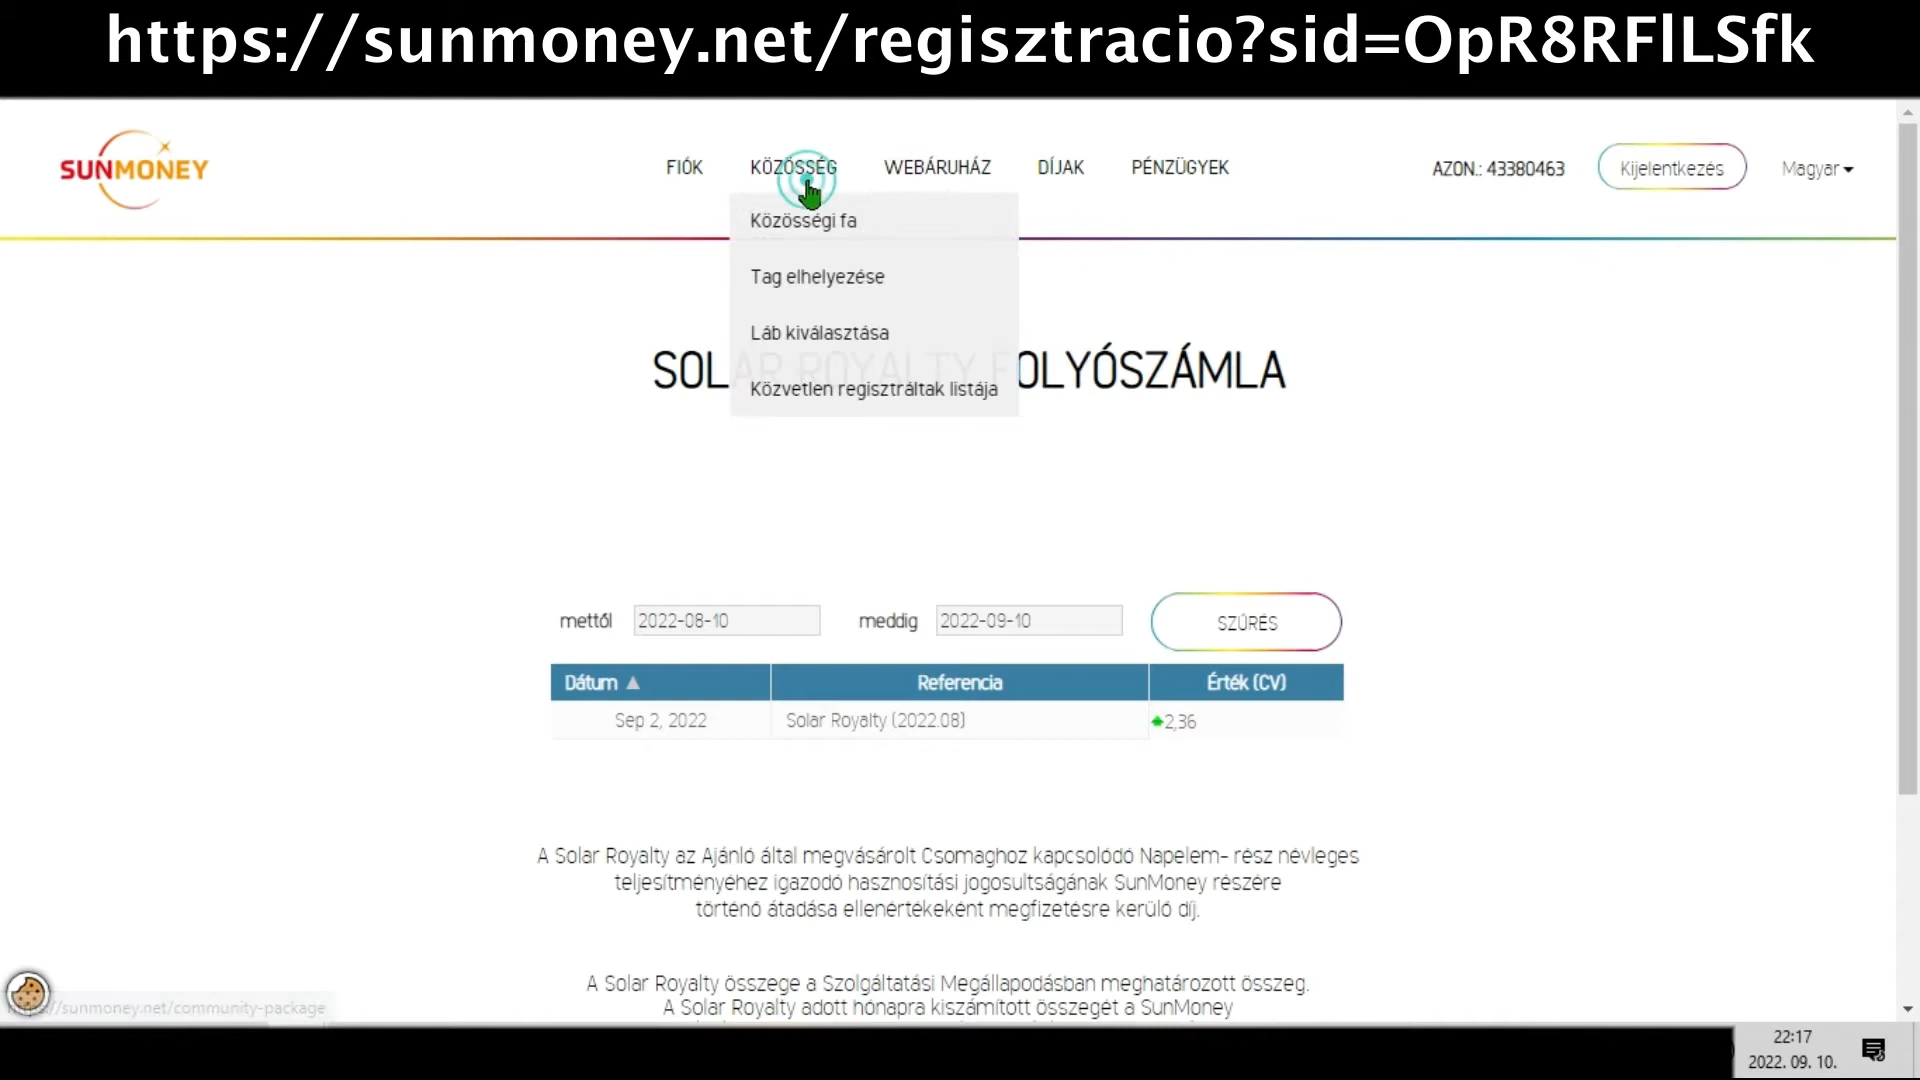 https://sunmoney.net/regisztracio?sid=OpR8RFlLSfk
SUNMONEY
FIÓK KÖZÖSSÉG WEBÁRUHÁZ DÍJAK PÉNZÜGYEK AZON.: 43380463 Kijelentkezés Magyar
Közösségi fa
Tag elhelyezése
Láb kiválasztása
SOLAR ROYALTY FOLYÓSZÁMLA
Közvetlen regisztráltak listája
mettől 2022-08-10 meddig 2022-09-10 SZŰRÉS
Dátum Referencia Érték (CV)
Sep 2, 2022 Solar Royalty (2022.08) 2,36
A Solar Royalty az Ajánló által megvásárolt Csomaghoz kapcsolódó Napelem- rész névleges
teljesítményéhez igazodó hasznosítási jogosultságának SunMoney részére
történő átadása ellenértékeként megfizetésre kerülő díj.
A Solar Royalty összege a Szolgáltatási Megállapodásban meghatározott összeg.
A Solar Royalty adott hónapra kiszámított összegét a SunMoney
://sunmoney.net/community-package
22:17
2022. 09. 10.